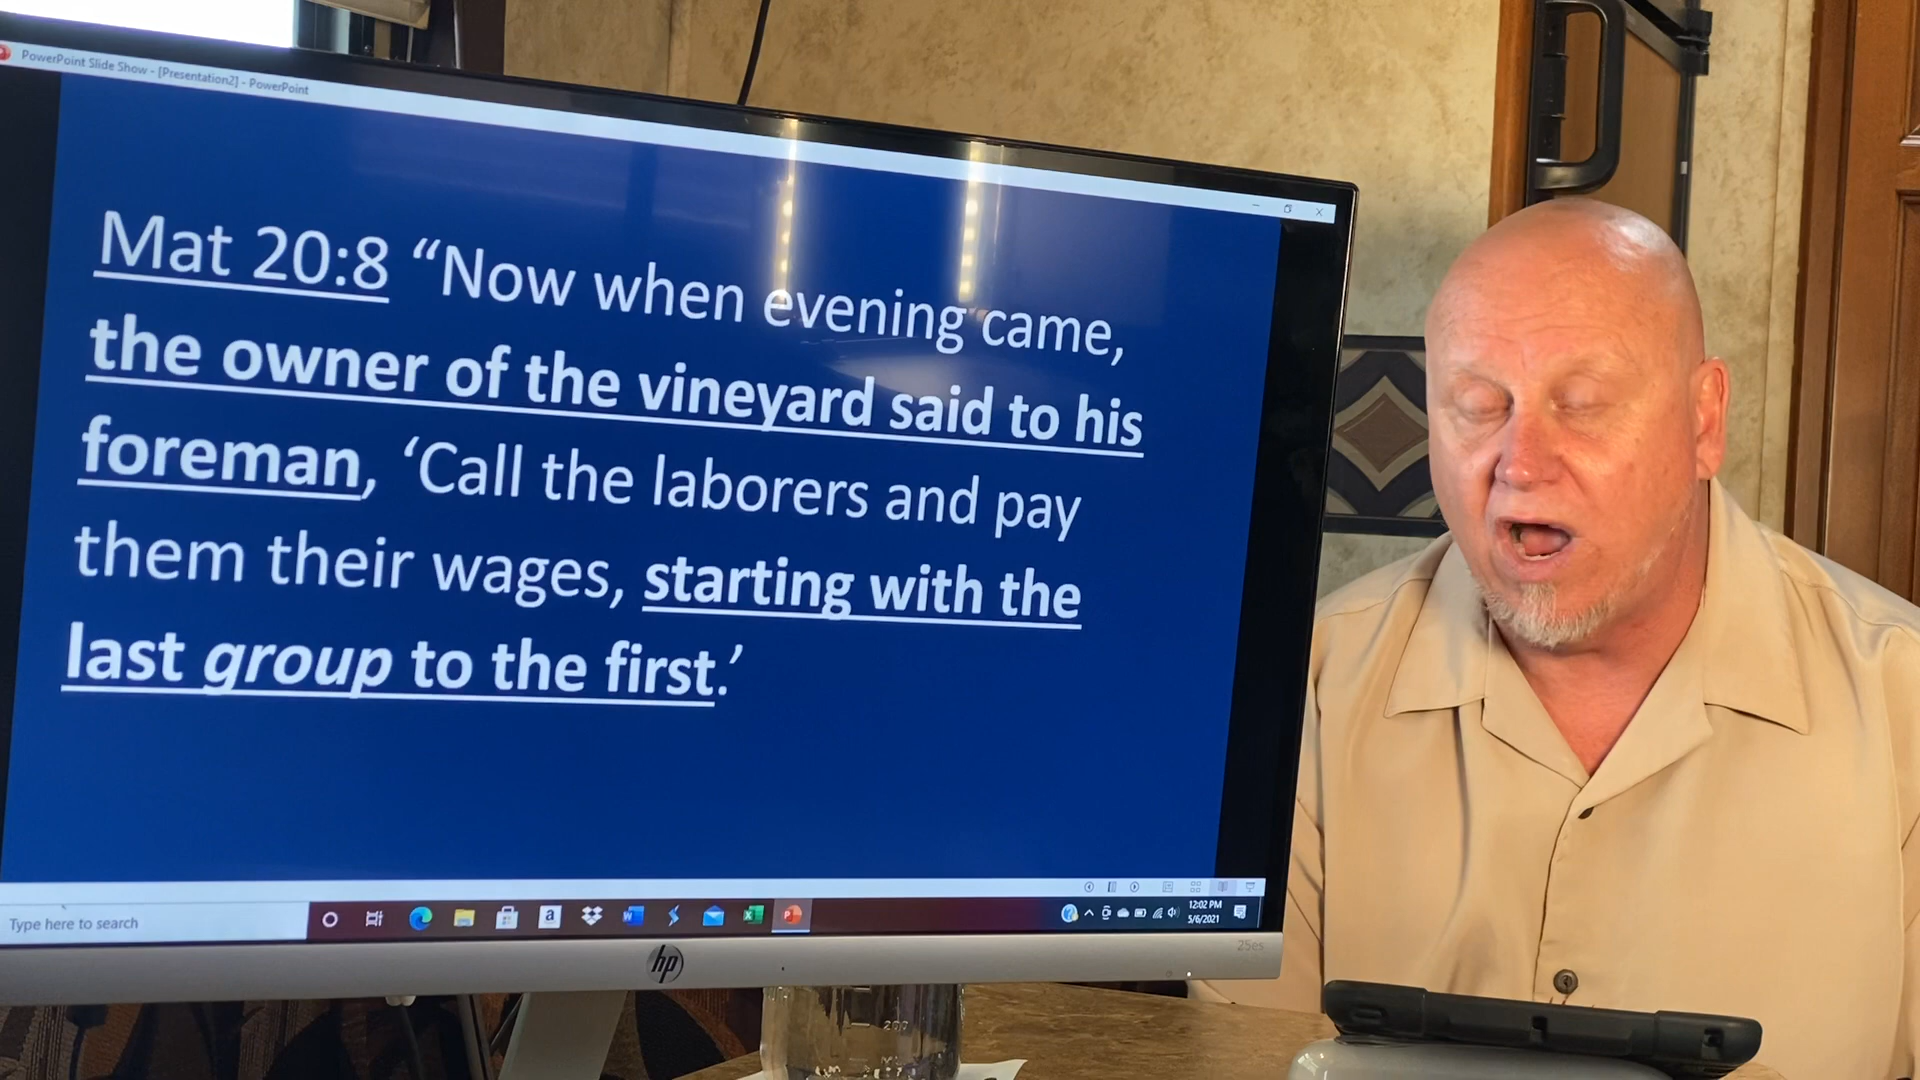 PowerPoint Slide Show - [Presentation2] - PowerPoint
Mat 20:8 “Now when evening came,
the owner of the vineyard said to his
foreman, ‘Call the laborers and pay
them their wages, starting with the
last group to the first.’
Type here to search
a
12:02 PM
5/6/2021
hp
25es
200